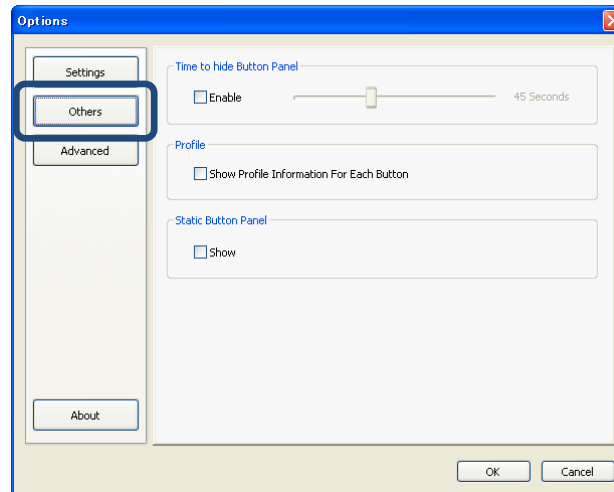 Options
Settings
Others
Advanced
About
Time to hide Button Panel
Enable
45 Seconds
Profile
Show Profile Information For Each Button
Static Button Panel
Show
OK
Cancel